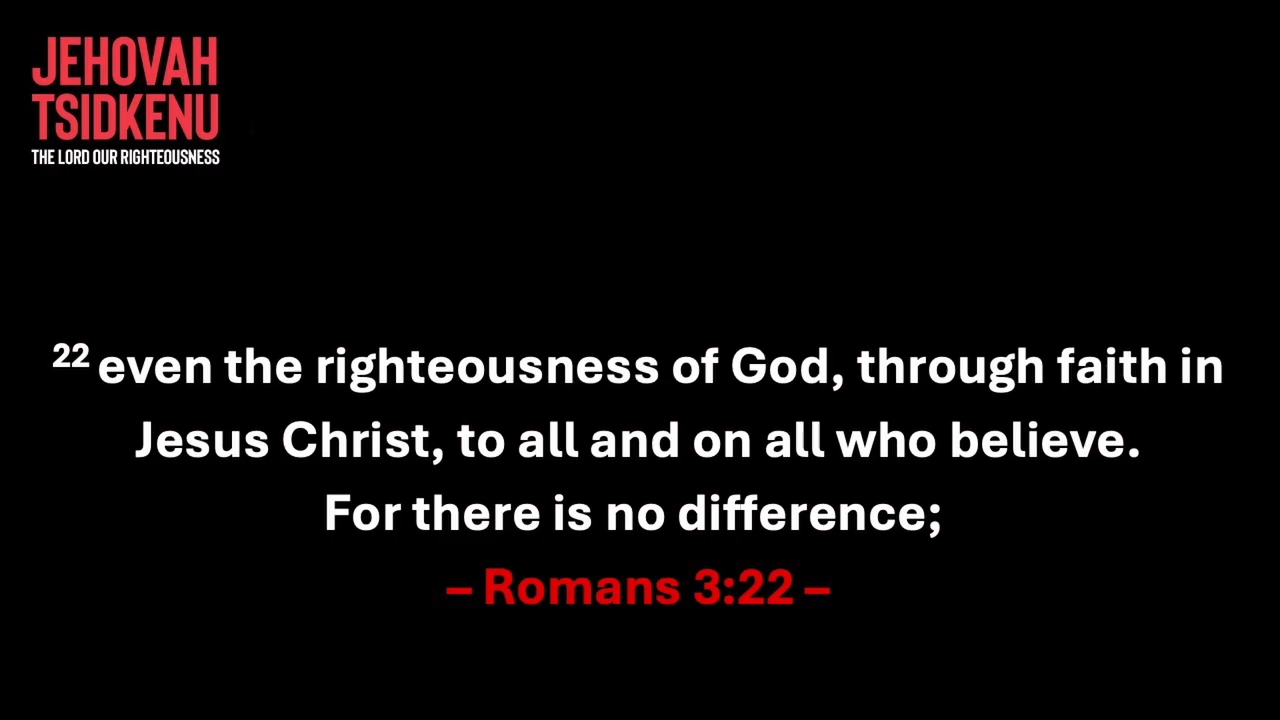 JEHOVAH
TSIDKENU
THE LORD OUR RIGHTEOUSNESS
22 even the righteousness of God, through faith in
Jesus Christ, to all and on all who believe.
For there is no difference;
– Romans 3:22 –